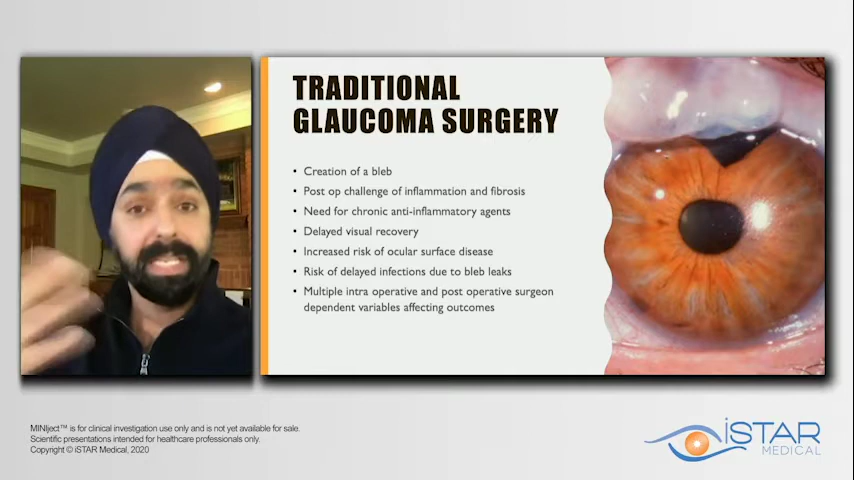 TRADITIONAL
GLAUCOMA SURGERY
• Creation of a bleb
• Post op challenge of inflammation and fibrosis
• Need for chronic anti-inflammatory agents
• Delayed visual recovery
• Increased risk of ocular surface disease
• Risk of delayed infections due to bleb leaks
• Multiple intra operative and post operative surgeon
dependent variables affecting outcomes
MINIject™ is for clinical investigation use only and is not yet available for sale.
Scientific presentations intended for healthcare professionals only.
Copyright © iSTAR Medical, 2020
iSTAR
MEDICAL